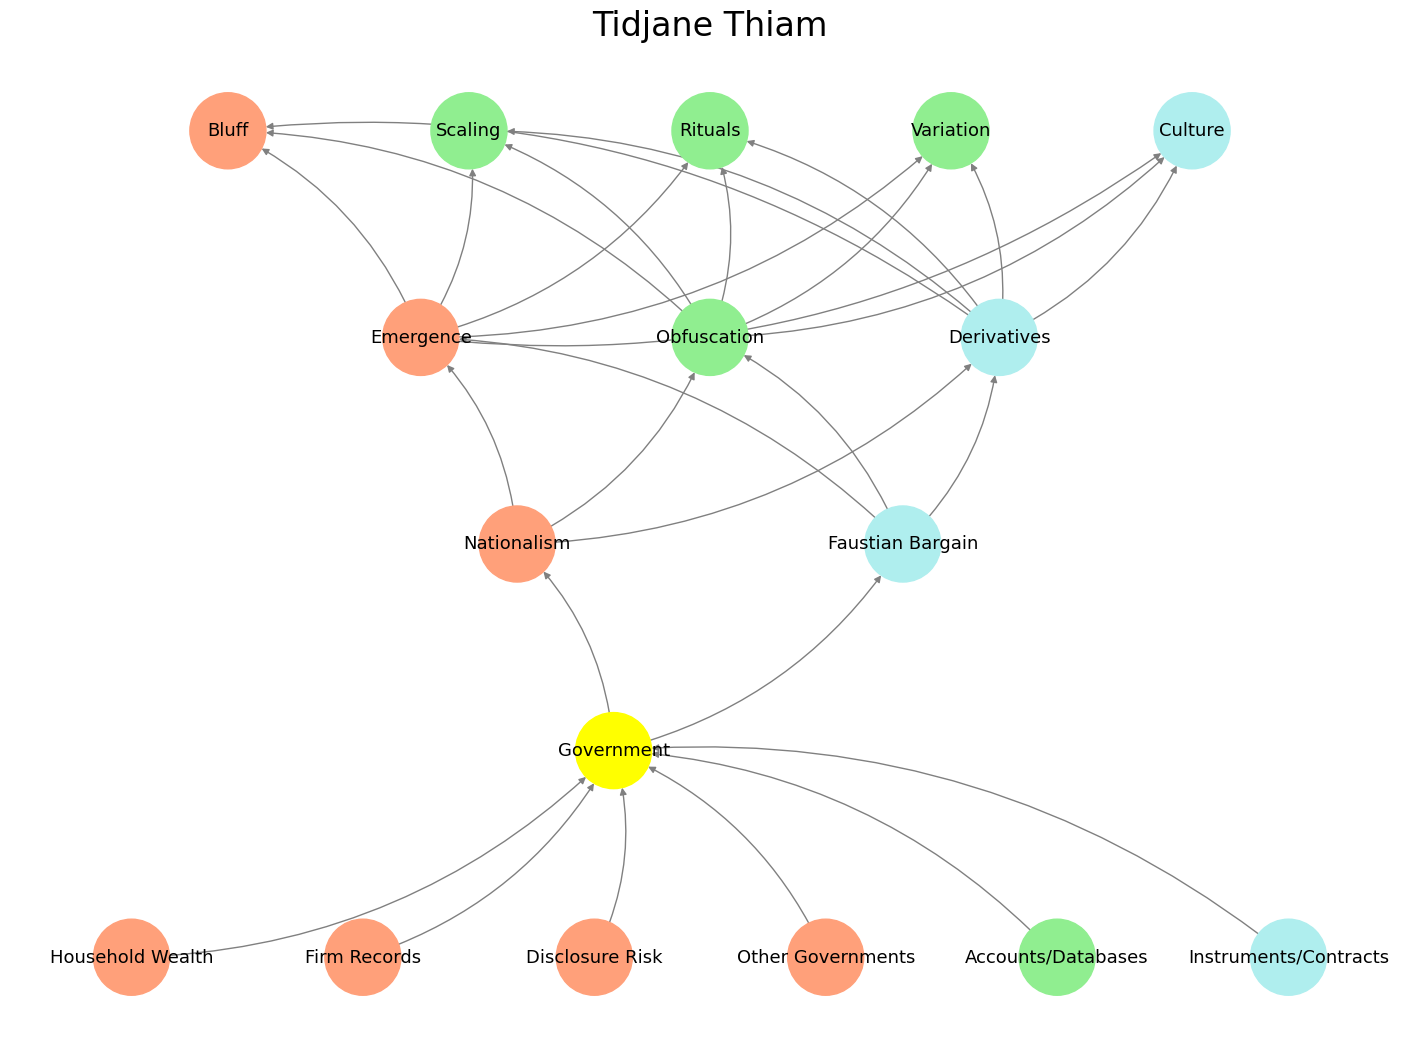 Tidjane Thiam
Bluff
Scaling
Rituals
Variation
Culture
Emergence
Obfuscation
Derivatives
Nationalism
Faustian Bargain
Government
Household Wealth
Firm Records
Disclosure Risk
Other Governments
Accounts/Databases
Instruments/Contracts